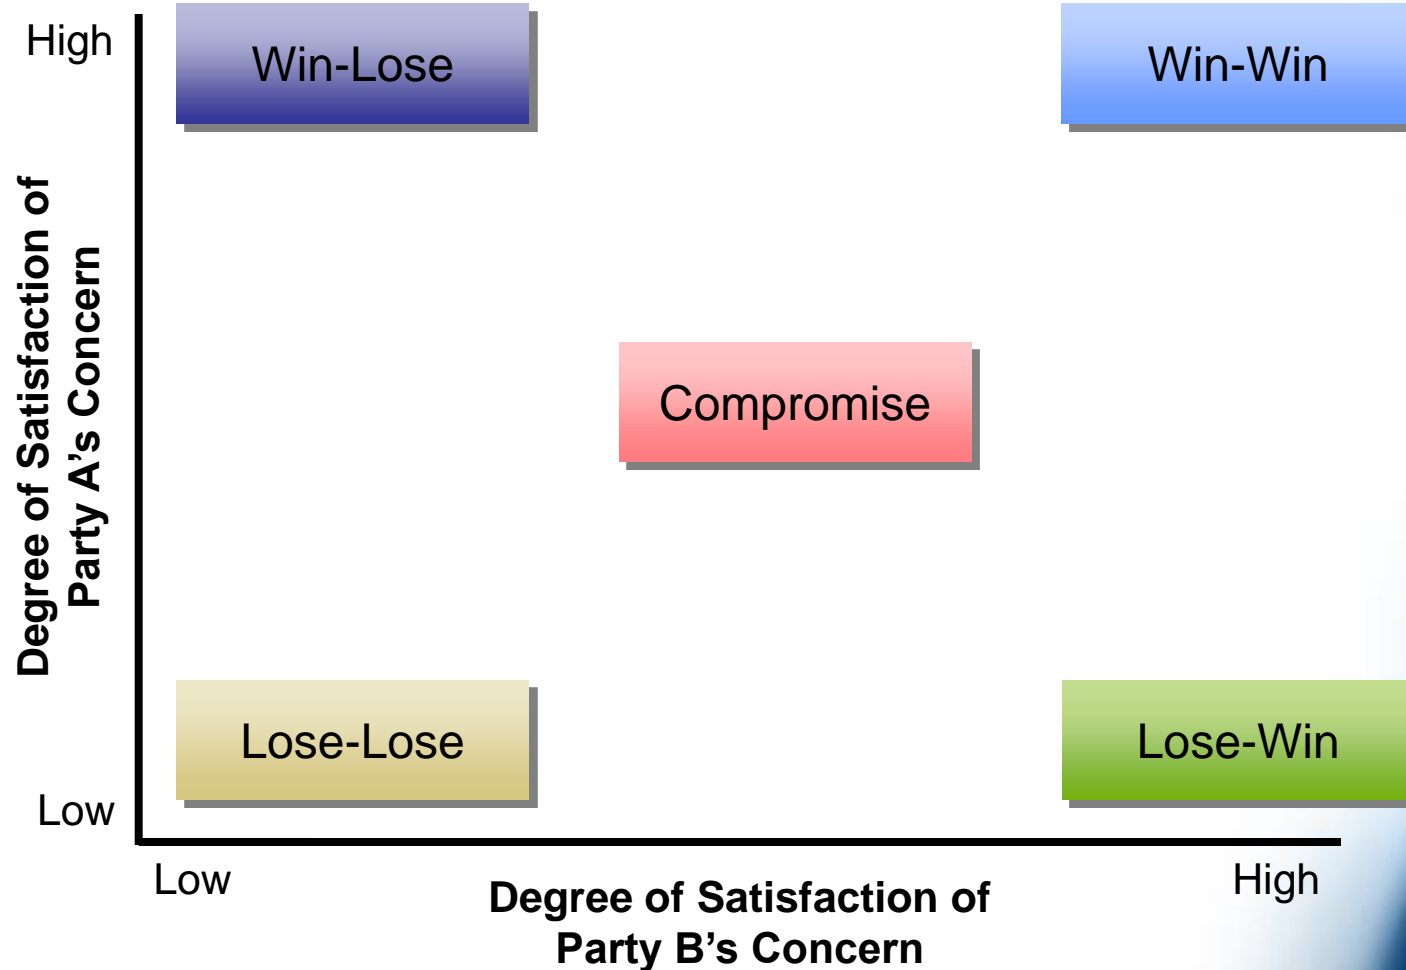 High
Win-Lose
Win-Win
Degree of Satisfaction of
Party A’s Concern
Compromise
Lose-Lose
Lose-Win
Low
Low
High
Degree of Satisfaction of
Party B’s Concern